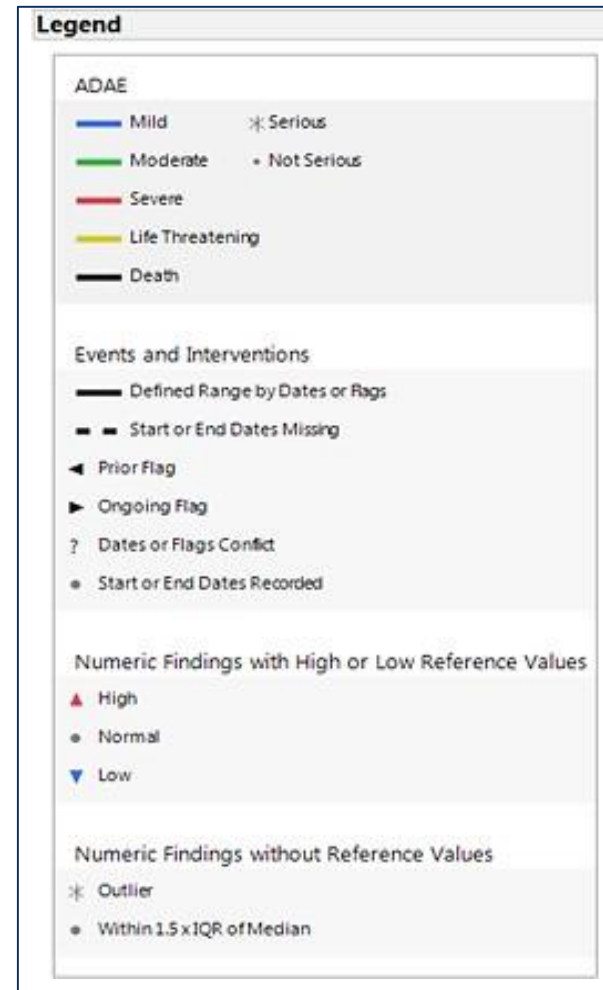 Legend
ADAE
Mild
Serious
Moderate
Not Serious
Severe
Life Threatening
Death
Events and Interventions
Defined Range by Dates or Flags
Start or End Dates Missing
Prior Flag
Ongoing Flag
? Dates or Flags Conflict
Start or End Dates Recorded
Numeric Findings with High or Low Reference Values
High
Normal
Low
Numeric Findings without Reference Values
Outlier
Within 1.5 x IQR of Median